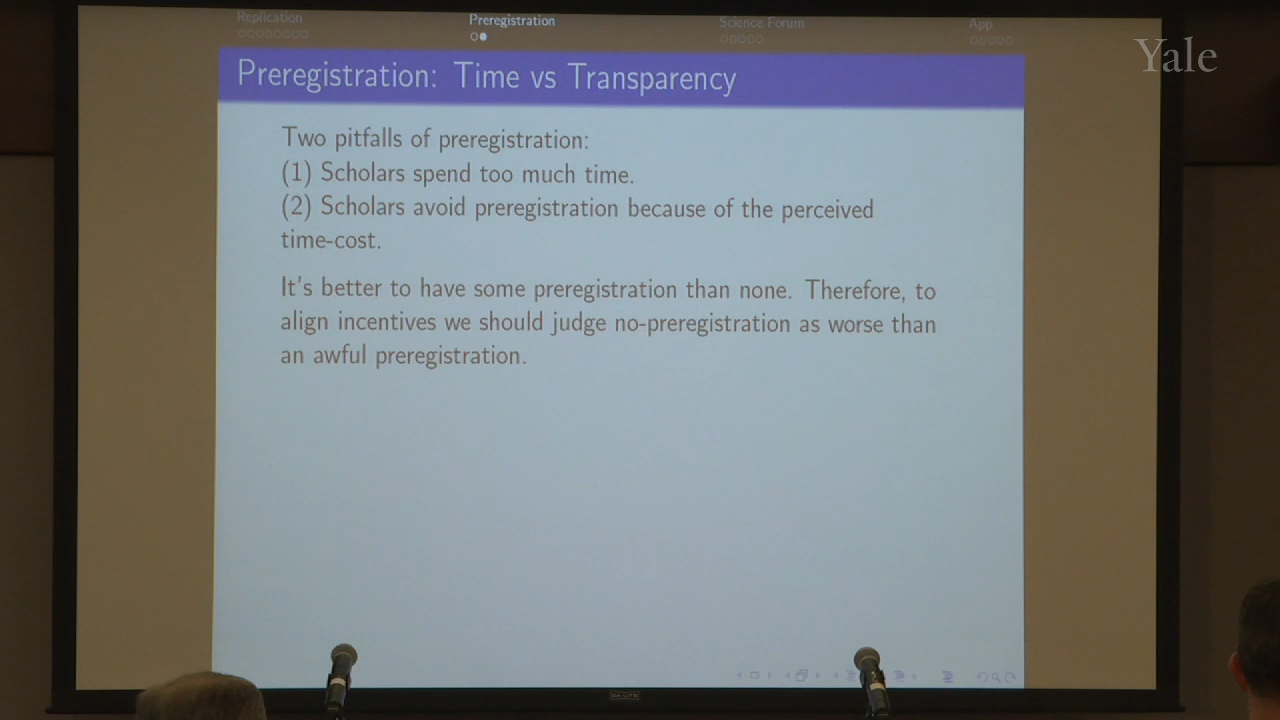 Replication
Preregistration
Science Forum
App
Yale
Preregistration: Time vs Transparency
Two pitfalls of preregistration:
(1) Scholars spend too much time.
(2) Scholars avoid preregistration because of the perceived
time-cost.
It's better to have some preregistration than none. Therefore, to
align incentives we should judge no-preregistration as worse than
an awful preregistration.
DA-LITE